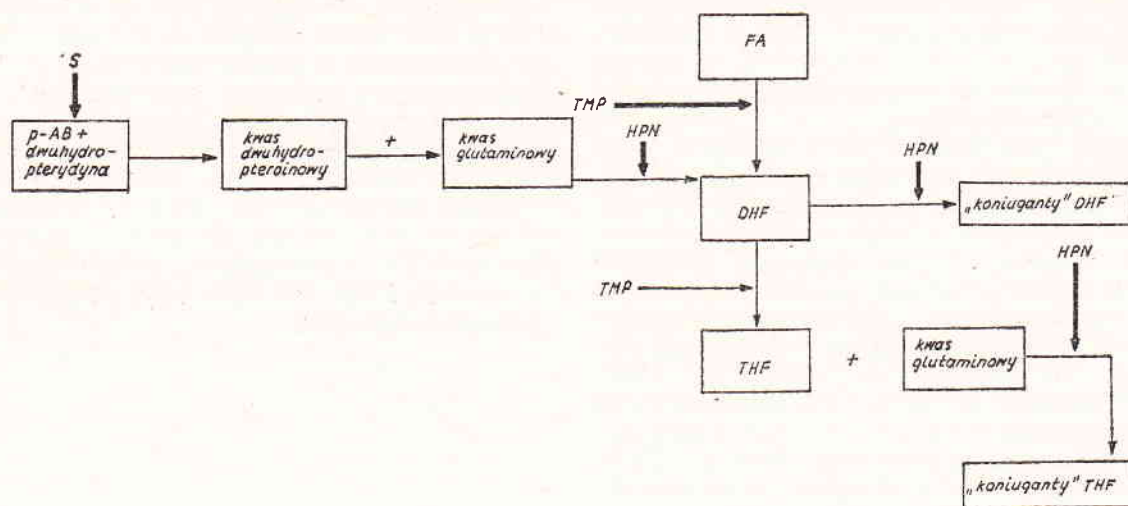 S
p-AB +
dwuhydro-
pterydyna
kwas
dwuhydro-
pteroinowy
+
kwas
glutaminowy
HPN
TMP
FA
DHF
HPN
„koniuganty" DHF
TMP
THF
+
kwas
glutaminowy
HPN
„koniuganty" THF